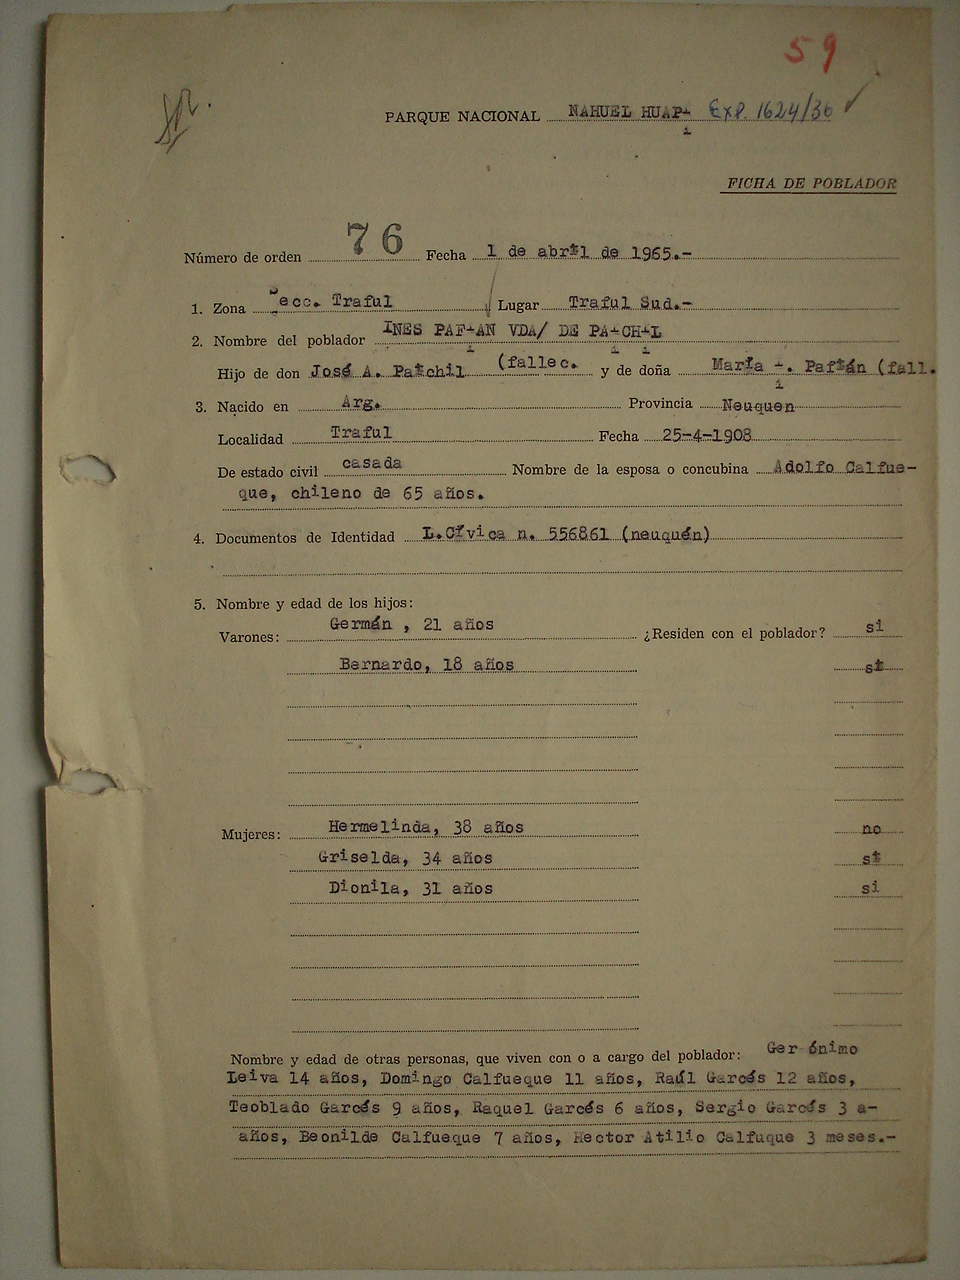 59
PARQUE NACIONAL NAHUEL HUAPi Exp. 1624/36
FICHA DE POBLADOR
Número de orden 76 Fecha 1 de abril de 1965.-
1. Zona Secc. Traful Lugar Traful Sud.-
2. Nombre del poblador INES PAFiAN VDA/ DE PAiCHiL
Hijo de don José A. Patchil (fallec. y de doña María i. Pafián (fall.
3. Nacido en Arg. Provincia Neuquen
Localidad Traful Fecha 25-4-1908
De estado civil casada Nombre de la esposa o concubina Adolfo Calfue-
que, chileno de 65 años.
4. Documentos de Identidad L.Cívica n. 556861 (neuquén)
5. Nombre y edad de los hijos:
Varones: Germán , 21 años ¿Residen con el poblador? si
Bernardo, 18 años si
Mujeres: Hermelinda, 38 años no
Griselda, 34 años si
Dionila, 31 años si
Nombre y edad de otras personas, que viven con o a cargo del poblador: Ger ónimo
Leiva 14 años, Domingo Calfueque 11 años, Raúl Garcés 12 años,
Teoblado Garcés 9 años, Raquel Garcés 6 años, Sergio Garcés 3 a-
años, Beonilde Calfueque 7 años, Hector Atilio Calfuque 3 meses.-